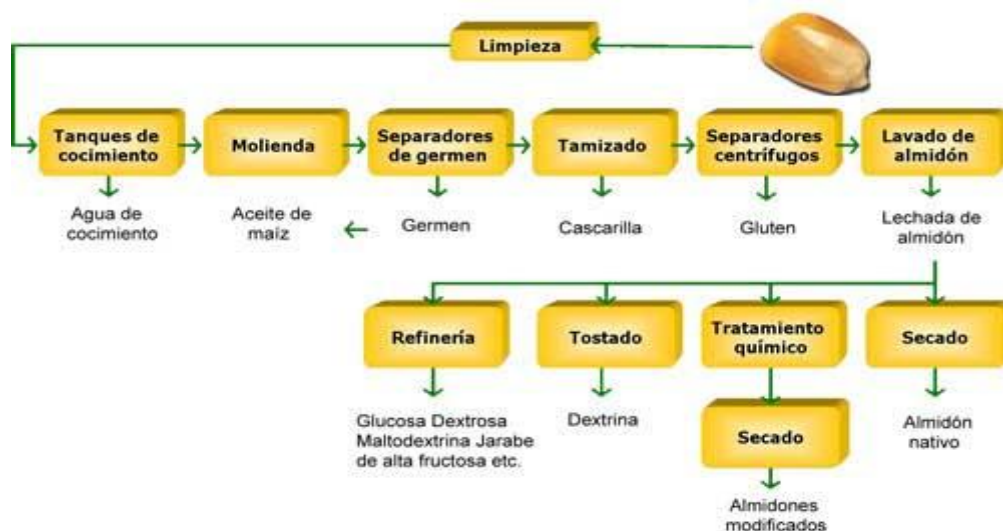 Limpieza
Tanques de
cocimiento
Molienda
Separadores
de germen
Tamizado
Separadores
centrífugos
Lavado de
almidón
Agua de
cocimiento
Aceite de
maíz
Germen
Cascarilla
Gluten
Lechada de
almidón
Refinería
Tostado
Tratamiento
químico
Secado
Glucosa Dextrosa
Maltodextrina Jarabe
de alta fructosa etc.
Dextrina
Secado
Almidón
nativo
Almidones
modificados